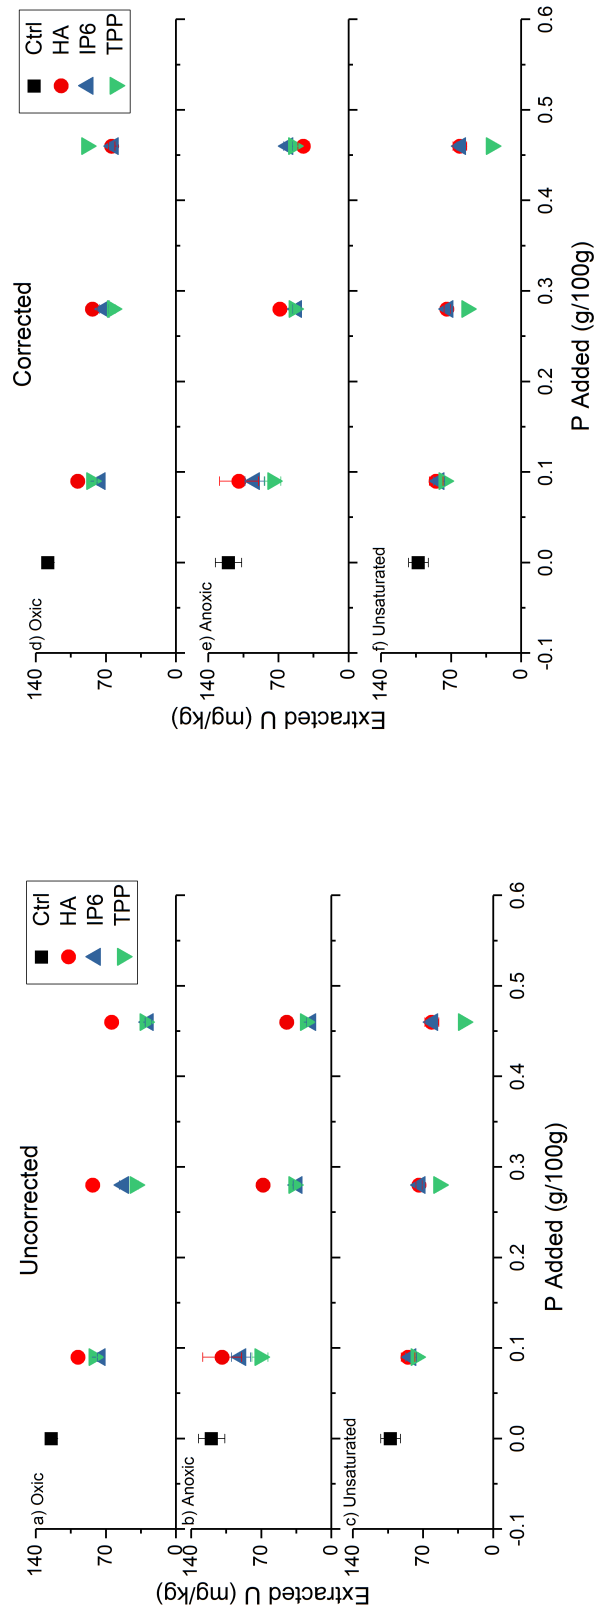 Uncorrected
Ctrl
HA
IP6
TPP
a) Oxic
140
70
0
b) Anoxic
140
70
0
c) Unsaturated
140
70
0
Extracted U (mg/kg)
-0.1 0.0 0.1 0.2 0.3 0.4 0.5 0.6
P Added (g/100g)
Corrected
Ctrl
HA
IP6
TPP
d) Oxic
140
70
0
e) Anoxic
140
70
0
f) Unsaturated
140
70
0
Extracted U (mg/kg)
-0.1 0.0 0.1 0.2 0.3 0.4 0.5 0.6
P Added (g/100g)